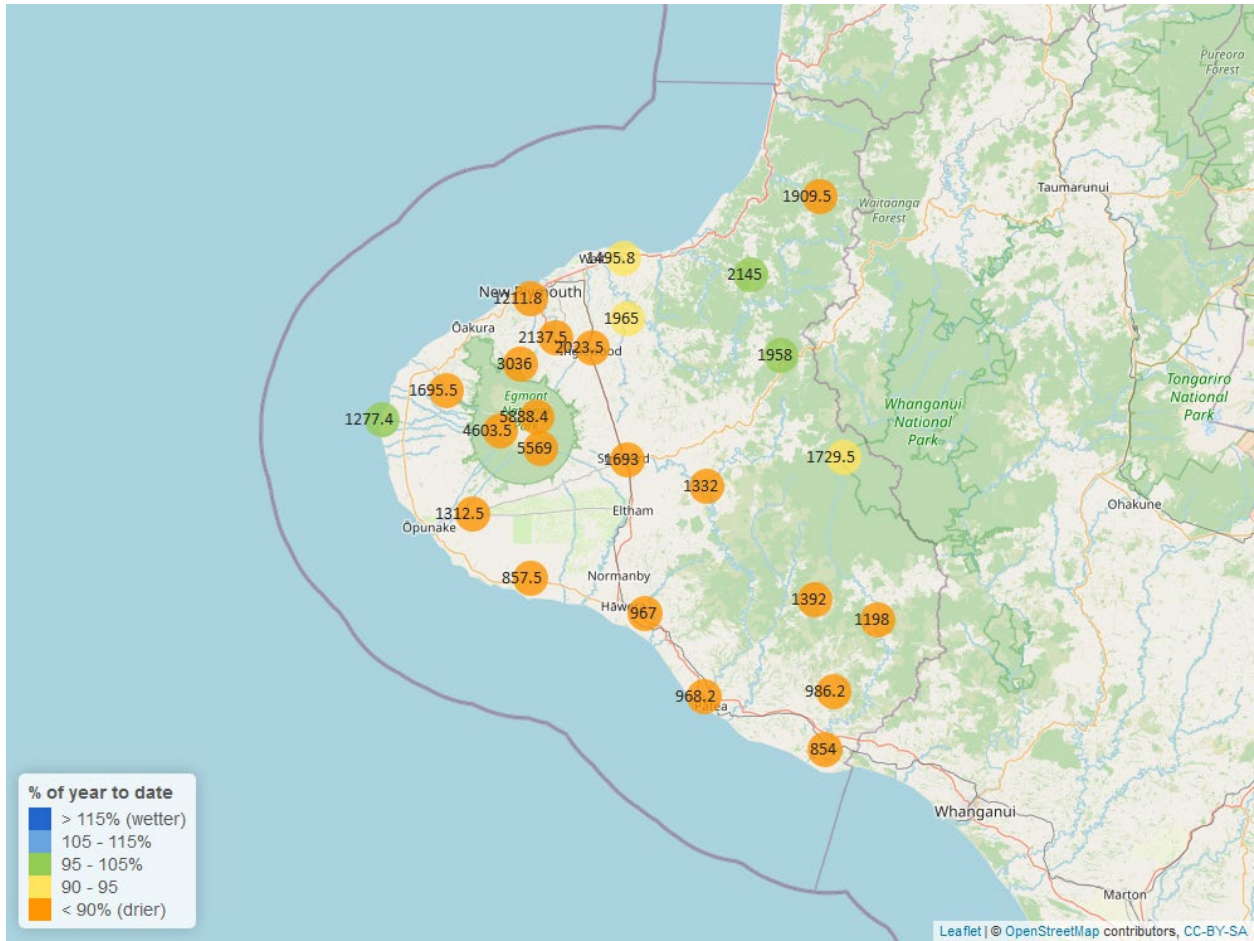 Pureora
Forest
Taumarunui
1909.5
Waitaanga
Forest
1495.8
2145
New Plymouth
1211.8
1965
Ōakura
2137.5
2023.5
1958
3036
1695.5
Egmont
Tongariro
National
Park
1277.4
5888.4
Whanganui
National
Park
4603.5
5569
1693
1729.5
1332
Ohakune
1312.5
Eltham
Ōpunake
857.5
Normanby
1392
967
1198
968.2
986.2
Patea
854
% of year to date
> 115% (wetter)
105 - 115%
95 - 105%
90 - 95
< 90% (drier)
Whanganui
Marton
Leaflet | © OpenStreetMap contributors, CC-BY-SA